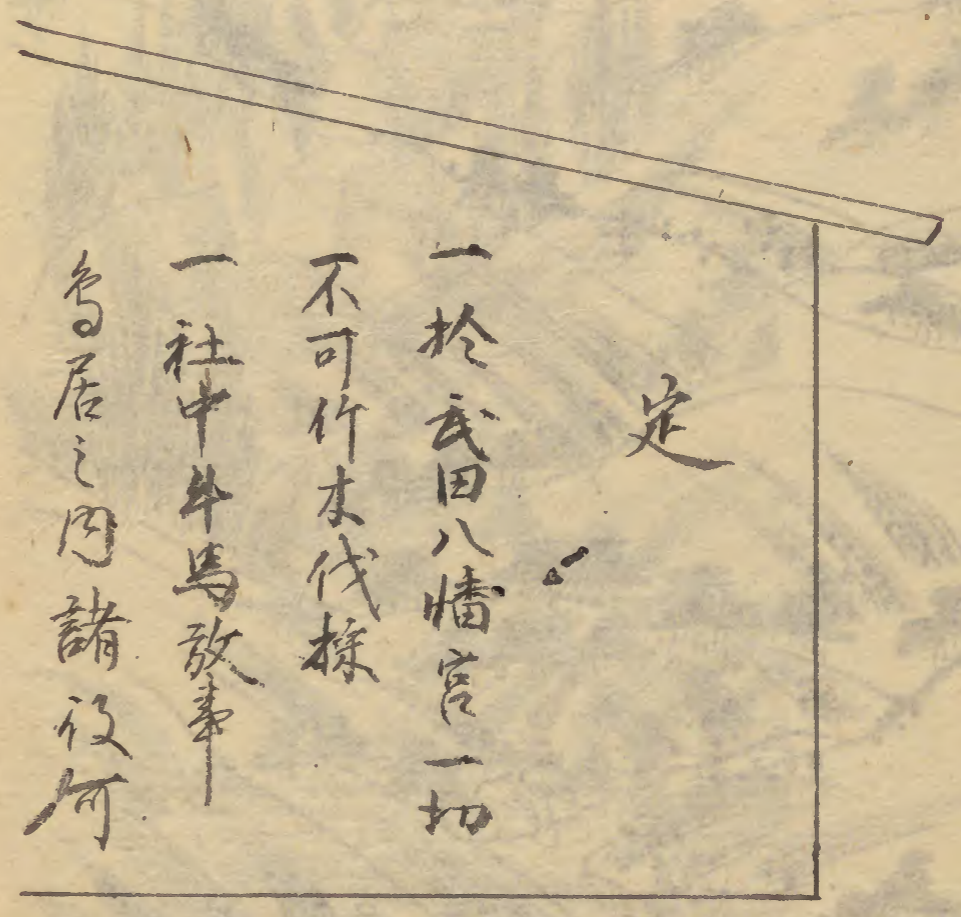 定
一於武田八幡宮一切
不可竹木伐採
一社中牛馬放事
鳥居之内諸役何